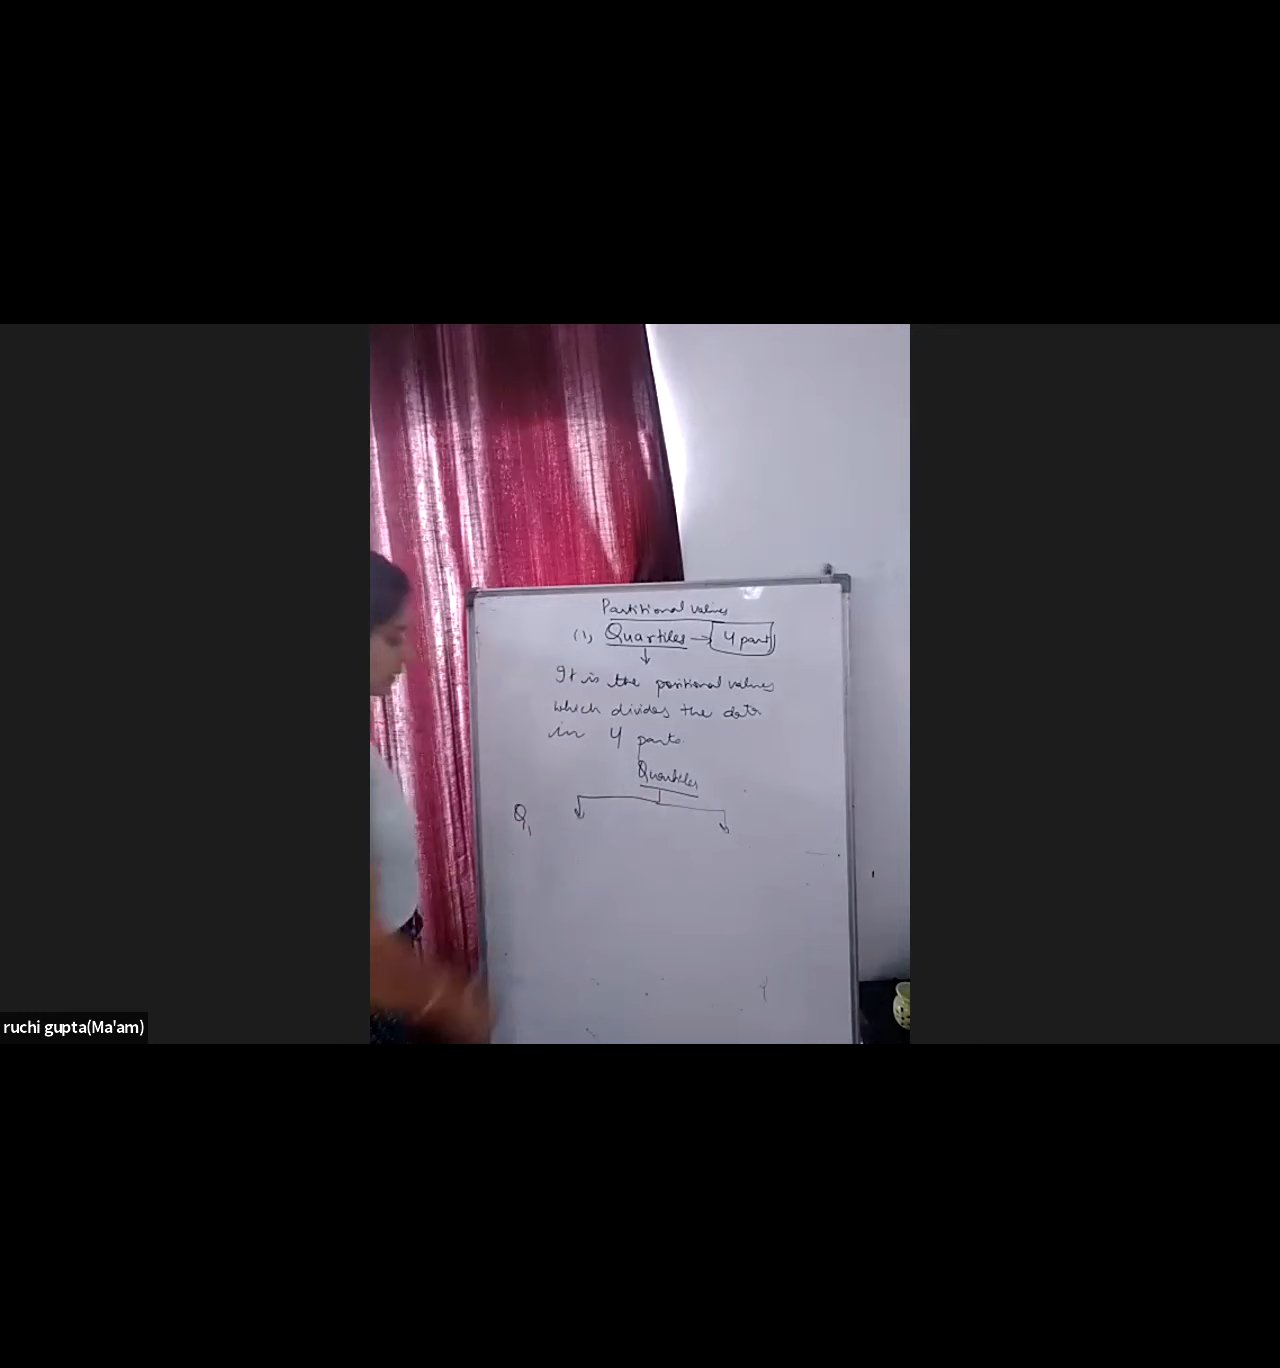 Partitional values
(1) Quartiles → 4 part
It is the positional values
which divides the data
in 4 parts.
Quartiles
Q1
ruchi gupta(Ma'am)